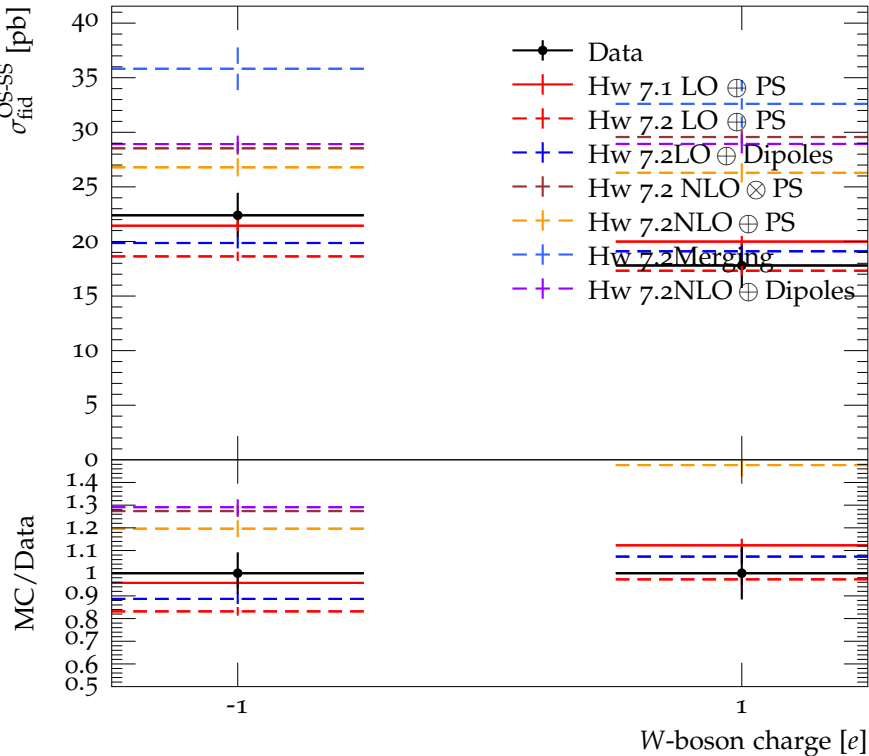 σ_fid^OS-SS [pb]
40
35
30
25
20
15
10
5
0
Data
Hw 7.1 LO ⊕ PS
Hw 7.2 LO ⊕ PS
Hw 7.2LO ⊕ Dipoles
Hw 7.2 NLO ⊗ PS
Hw 7.2NLO ⊕ PS
Hw 7.2Merging
Hw 7.2NLO ⊕ Dipoles
MC/Data
1.4
1.3
1.2
1.1
1
0.9
0.8
0.7
0.6
0.5
-1 1
W-boson charge [e]